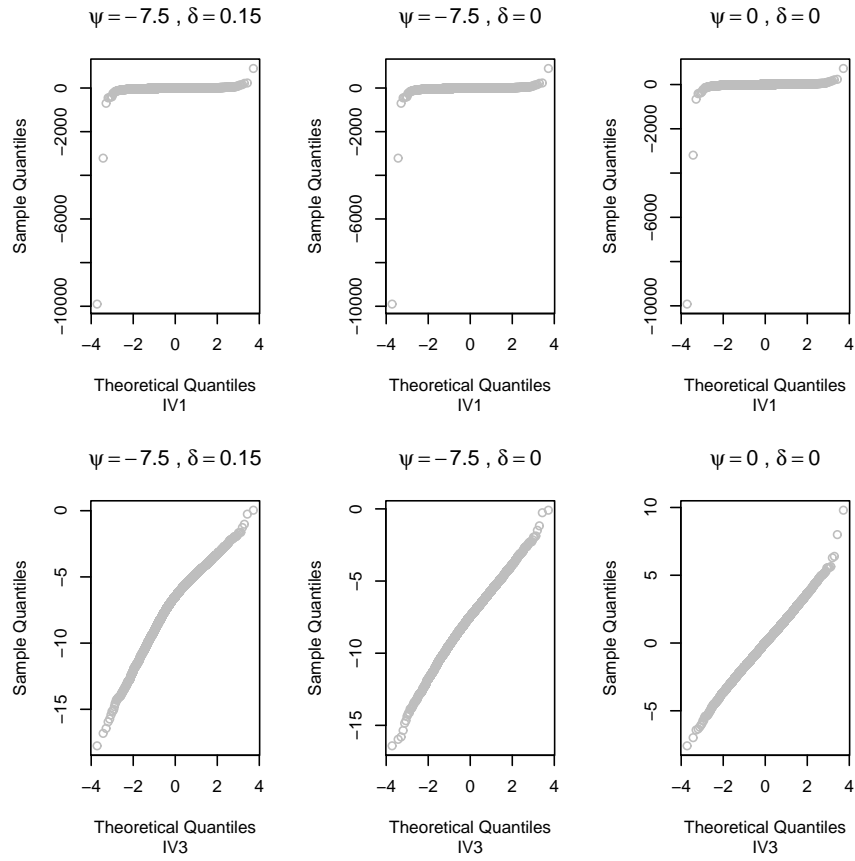 ψ = −7.5 , δ = 0.15
ψ = −7.5 , δ = 0
ψ = 0 , δ = 0
Sample Quantiles
0
−2000
−6000
−10000
−4 −2 0 2 4
Theoretical Quantiles
IV1
Sample Quantiles
0
−2000
−6000
−10000
−4 −2 0 2 4
Theoretical Quantiles
IV1
Sample Quantiles
0
−2000
−6000
−10000
−4 −2 0 2 4
Theoretical Quantiles
IV1
ψ = −7.5 , δ = 0.15
ψ = −7.5 , δ = 0
ψ = 0 , δ = 0
Sample Quantiles
0
−5
−10
−15
−4 −2 0 2 4
Theoretical Quantiles
IV3
Sample Quantiles
0
−5
−10
−15
−4 −2 0 2 4
Theoretical Quantiles
IV3
Sample Quantiles
10
5
0
−5
−4 −2 0 2 4
Theoretical Quantiles
IV3